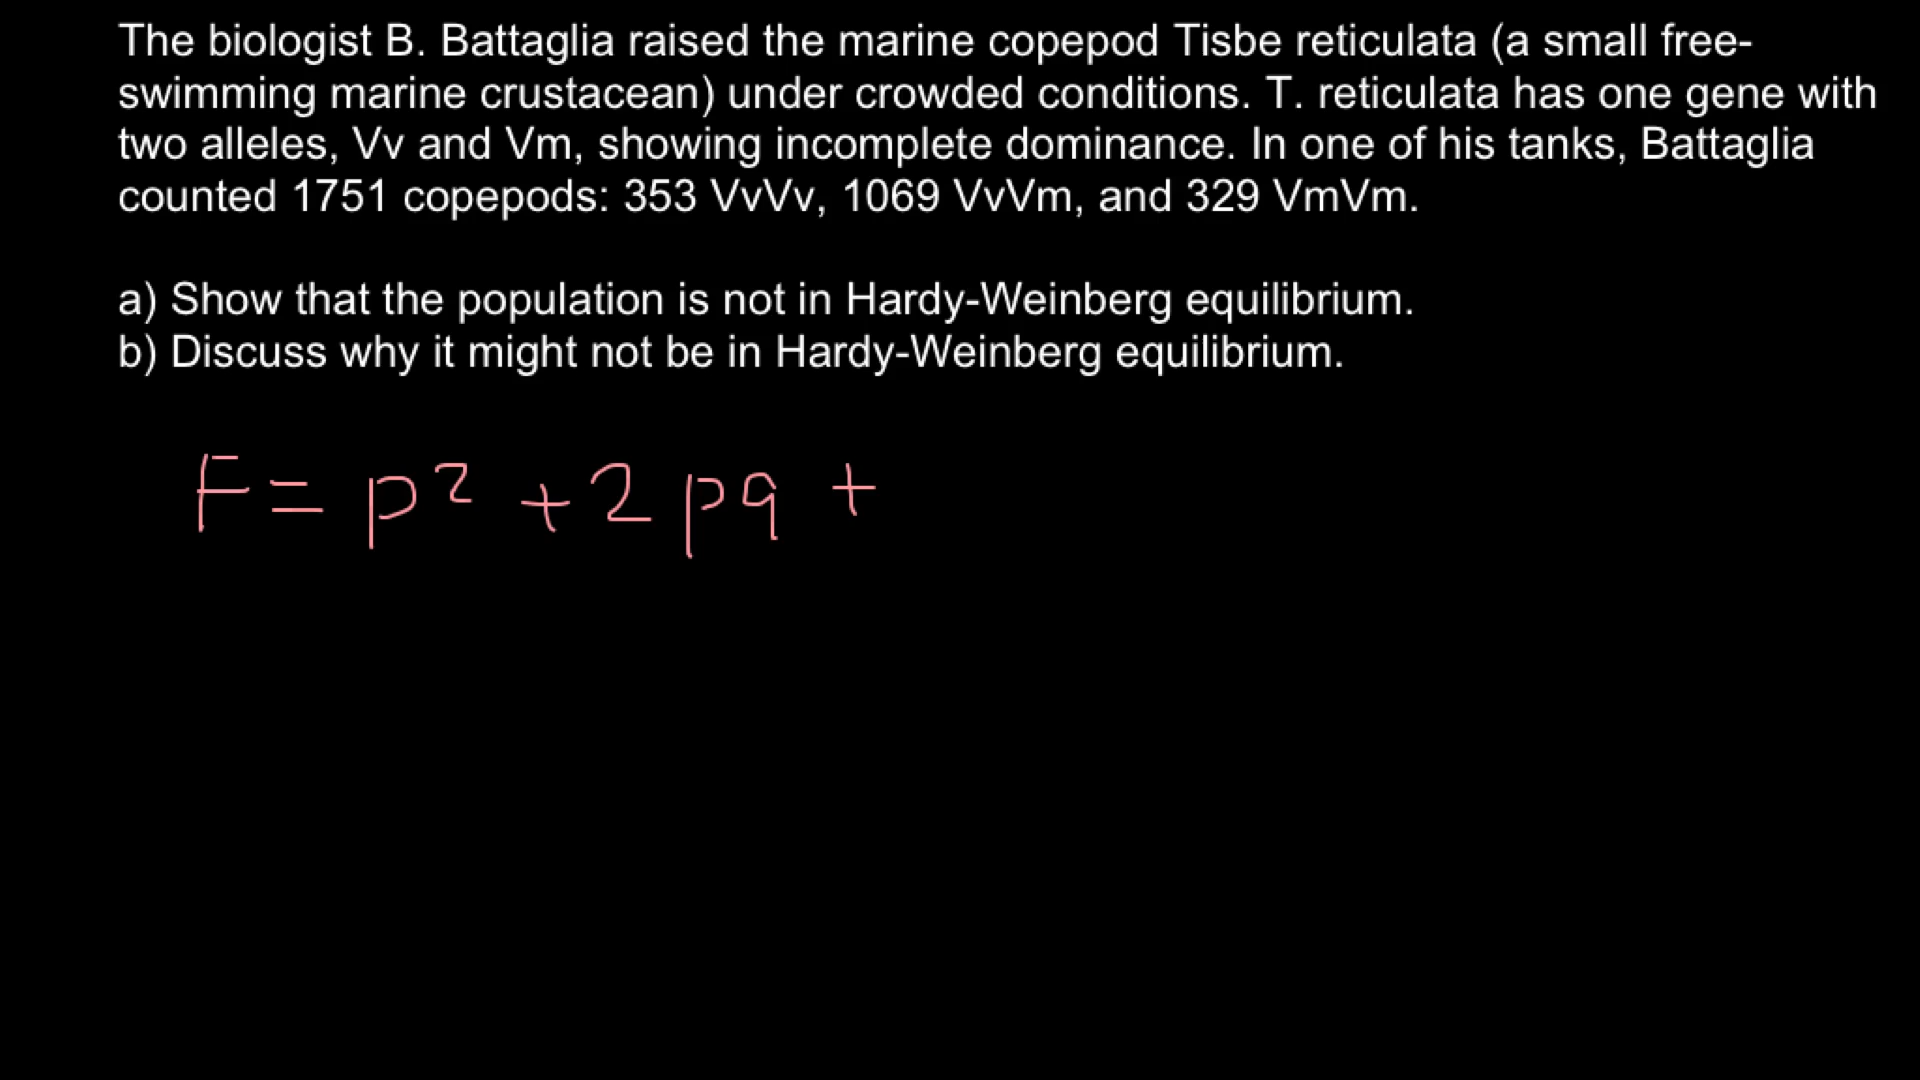 The biologist B. Battaglia raised the marine copepod Tisbe reticulata (a small free-
swimming marine crustacean) under crowded conditions. T. reticulata has one gene with
two alleles, Vv and Vm, showing incomplete dominance. In one of his tanks, Battaglia
counted 1751 copepods: 353 VvVv, 1069 VvVm, and 329 VmVm.
a) Show that the population is not in Hardy-Weinberg equilibrium.
b) Discuss why it might not be in Hardy-Weinberg equilibrium.
F = p² + 2pq +